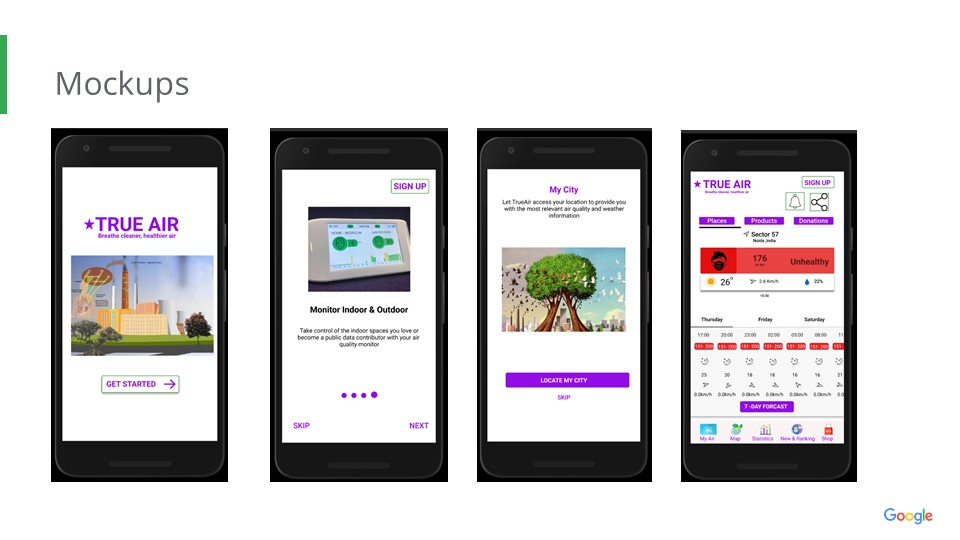 Mockups
TRUE AIR
Breathe cleaner, healthier air
GET STARTED
SIGN UP
Monitor Indoor & Outdoor
Take control of the indoor spaces you love or
become a public data contributor with your air
quality monitor
SKIP
NEXT
My City
Let TrueAir access your location to provide you
with the most relevant air quality and weather
information
LOCATE MY CITY
SKIP
TRUE AIR
Breathe cleaner, healthier air
SIGN UP
Places Products Donations
Sector 57
Noida ,India
176 Unhealthy
26° 2.6 Km/h 22%
Thursday Friday Saturday
17:00 20:00 23:00 02:00 05:00 08:00 11
151- 200 151- 200 151- 200 151- 200 151- 200 151- 200 151
25 20 18 18 16 16 21
0.0km/h 0.0km/h 0.0km/h 0.0km/h 0.0km/h 0.0km/h 0.0k
7 -DAY FORCAST
My Air Map Statistics New & Ranking Shop
Google